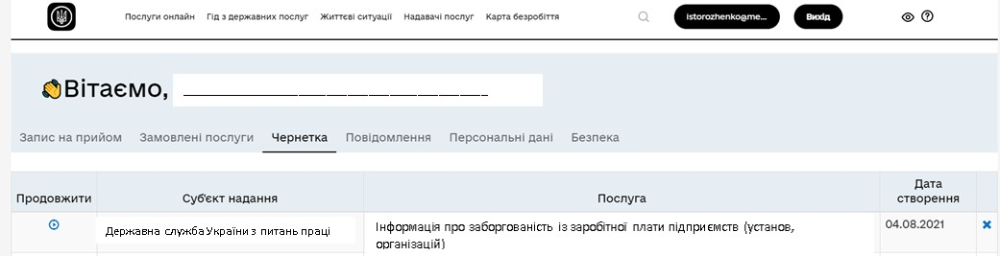 Послуги онлайн Гід з державних послуг Життєві ситуації Надавачі послуг Карта безробіття istorozhenko@me... Вихід
Вітаємо, ______________________________________
Запис на прийом Замовлені послуги Чернетка Повідомлення Персональні дані Безпека
Продовжити Суб'єкт надання Послуга Дата створення
Державна служба України з питань праці Інформація про заборгованість із заробітної плати підприємств (установ, 04.08.2021
організацій)